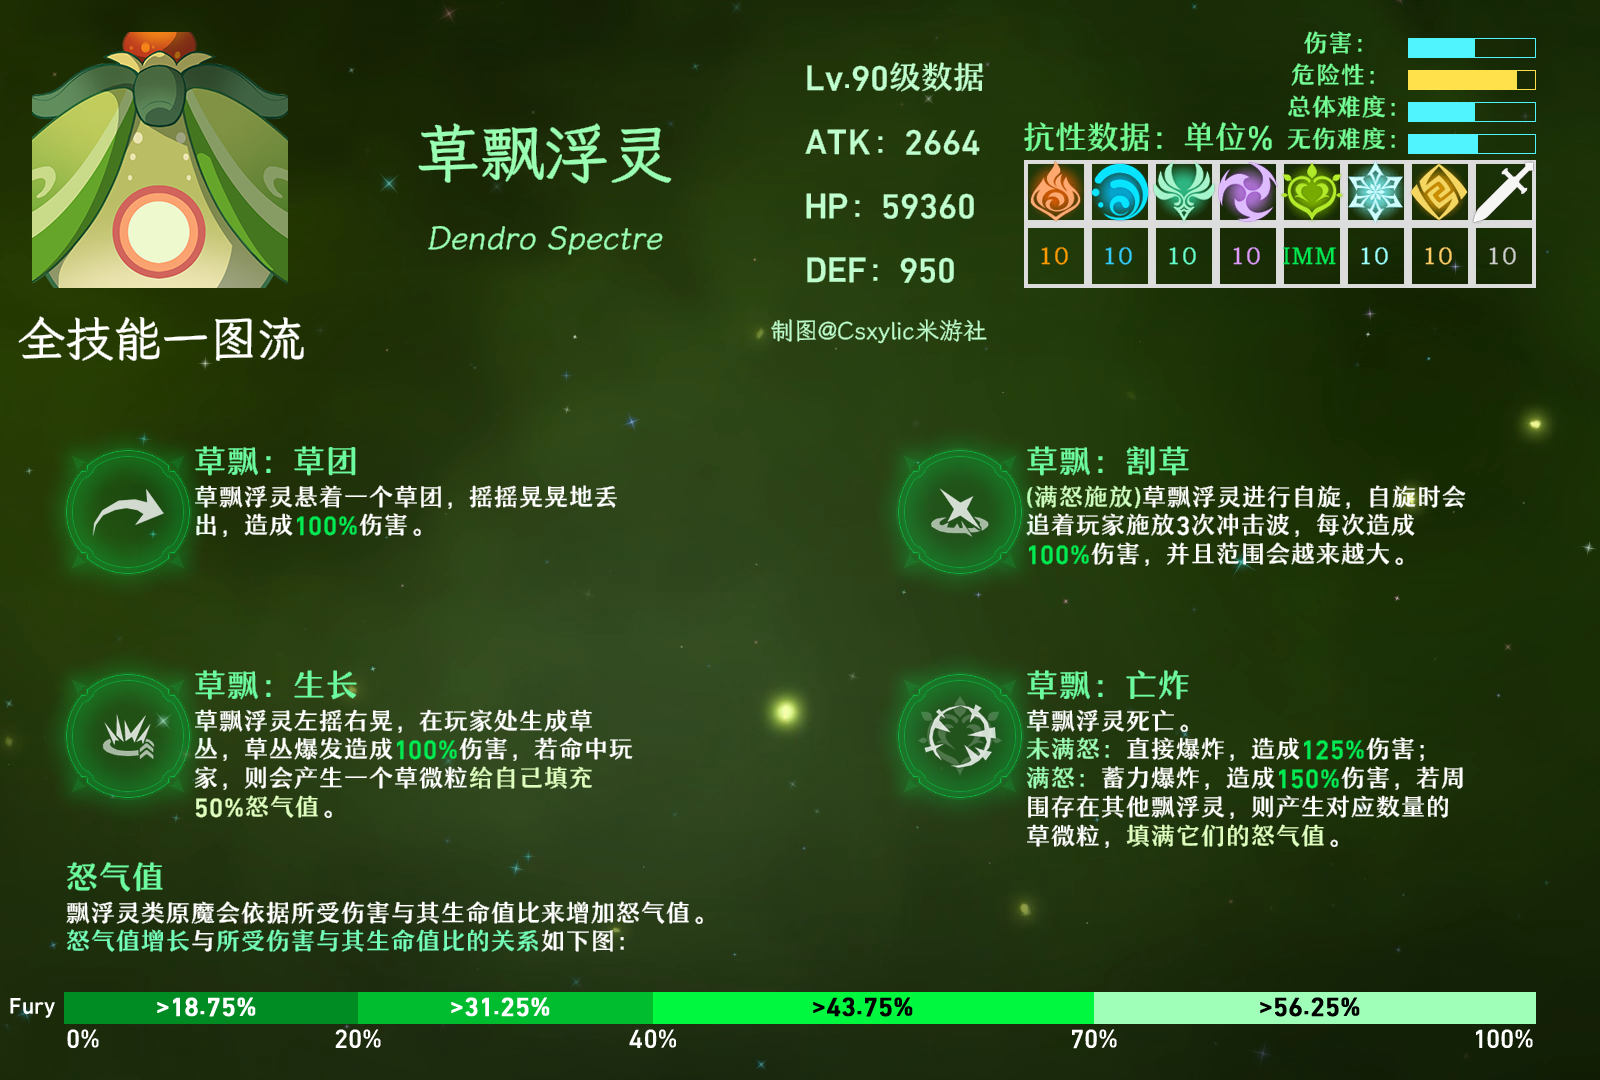 草飘浮灵
Dendro Spectre
全技能一图流
Lv.90级数据
ATK：2664
HP：59360
DEF：950
制图@Csxylic米游社
伤害：
危险性：
总体难度：
无伤难度：
抗性数据：单位%
10 10 10 10 IMM 10 10 10
草飘：草团
草飘浮灵悬着一个草团，摇摇晃晃地丢
出，造成100%伤害。
草飘：割草
(满怒施放)草飘浮灵进行自旋，自旋时会
追着玩家施放3次冲击波，每次造成
100%伤害，并且范围会越来越大。
草飘：生长
草飘浮灵左摇右晃，在玩家处生成草
丛，草丛爆发造成100%伤害，若命中玩
家，则会产生一个草微粒给自己填充
50%怒气值。
草飘：亡炸
草飘浮灵死亡。
未满怒：直接爆炸，造成125%伤害；
满怒：蓄力爆炸，造成150%伤害，若周
围存在其他飘浮灵，则产生对应数量的
草微粒，填满它们的怒气值。
怒气值
飘浮灵类原魔会依据所受伤害与其生命值比来增加怒气值。
怒气值增长与所受伤害与其生命值比的关系如下图：
Fury >18.75% >31.25% >43.75% >56.25%
0% 20% 40% 70% 100%